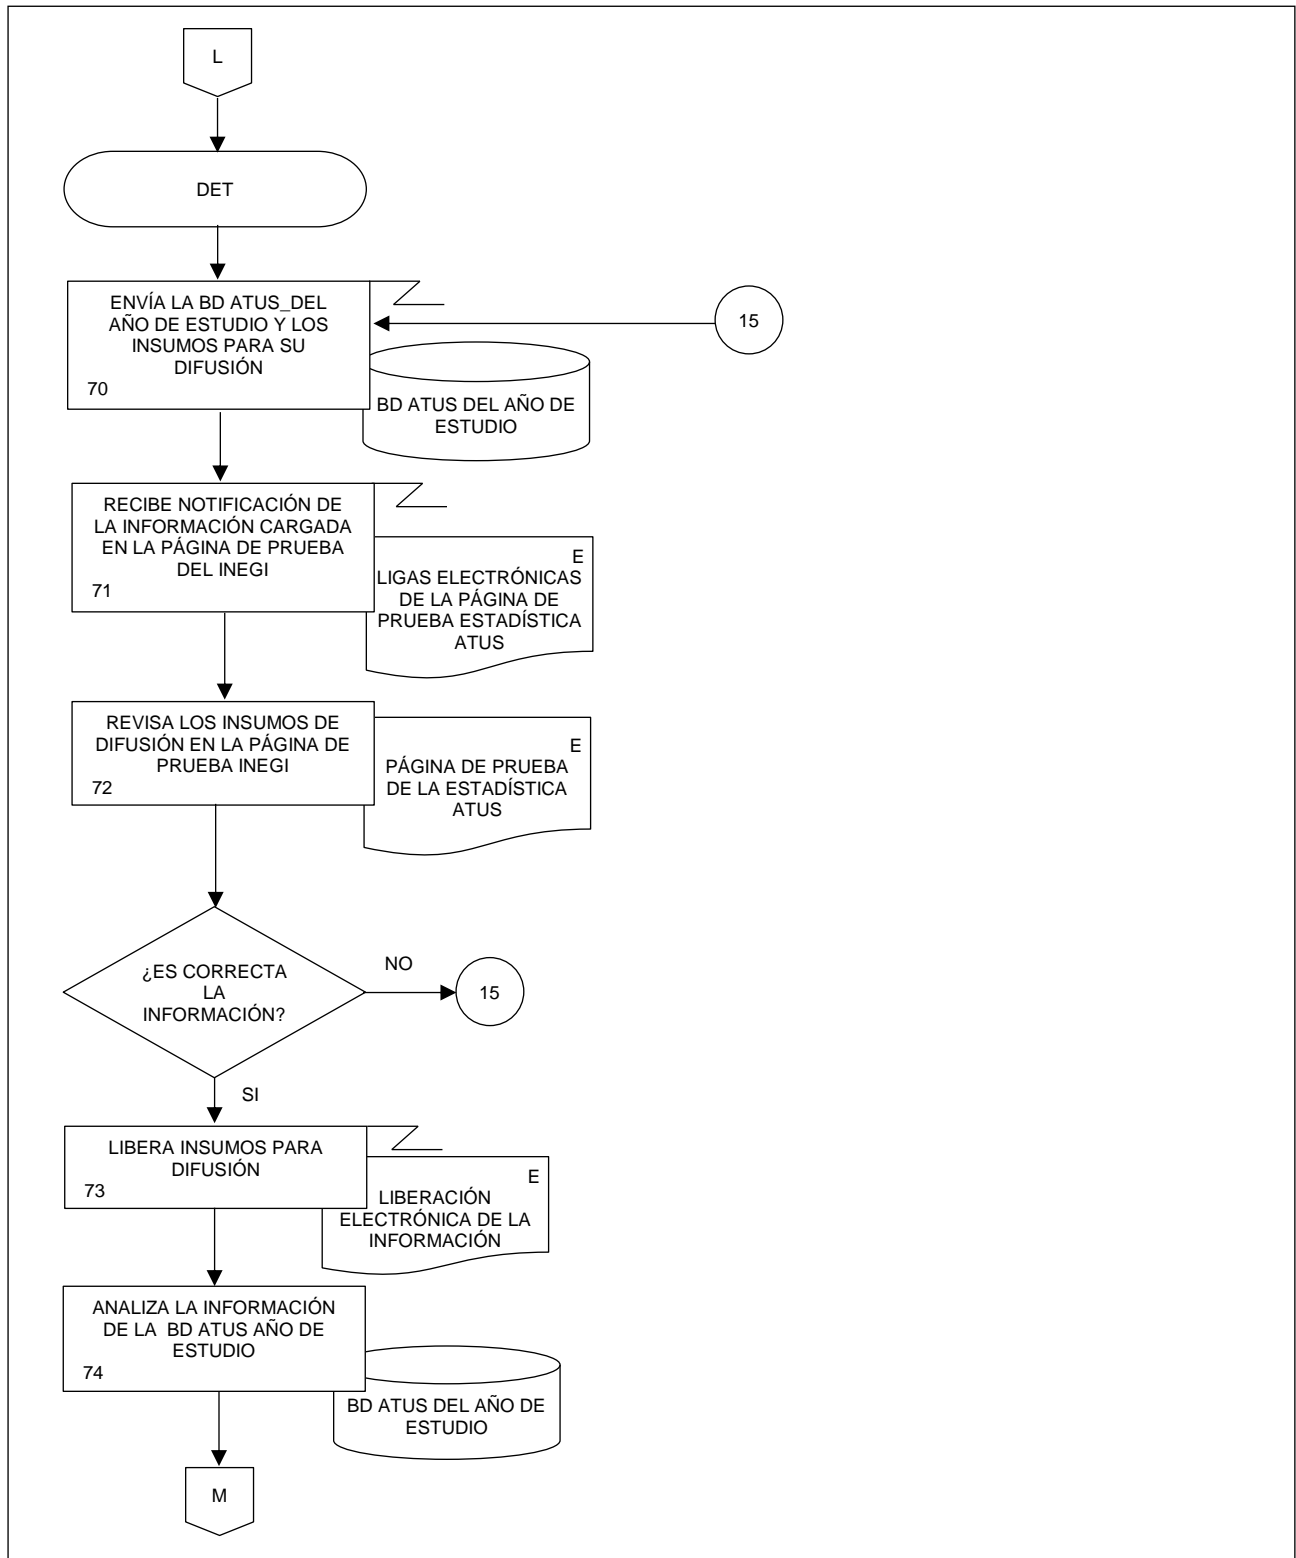 L
DET
ENVÍA LA BD ATUS_DEL
AÑO DE ESTUDIO Y LOS
INSUMOS PARA SU
DIFUSIÓN
70
15
BD ATUS DEL AÑO DE
ESTUDIO
RECIBE NOTIFICACIÓN DE
LA INFORMACIÓN CARGADA
EN LA PÁGINA DE PRUEBA
DEL INEGI
71
E
LIGAS ELECTRÓNICAS
DE LA PÁGINA DE
PRUEBA ESTADÍSTICA
ATUS
REVISA LOS INSUMOS DE
DIFUSIÓN EN LA PÁGINA DE
PRUEBA INEGI
72
E
PÁGINA DE PRUEBA
DE LA ESTADÍSTICA
ATUS
¿ES CORRECTA
LA
INFORMACIÓN?
NO
15
SI
LIBERA INSUMOS PARA
DIFUSIÓN
73
E
LIBERACIÓN
ELECTRÓNICA DE LA
INFORMACIÓN
ANALIZA LA INFORMACIÓN
DE LA BD ATUS AÑO DE
ESTUDIO
74
BD ATUS DEL AÑO DE
ESTUDIO
M